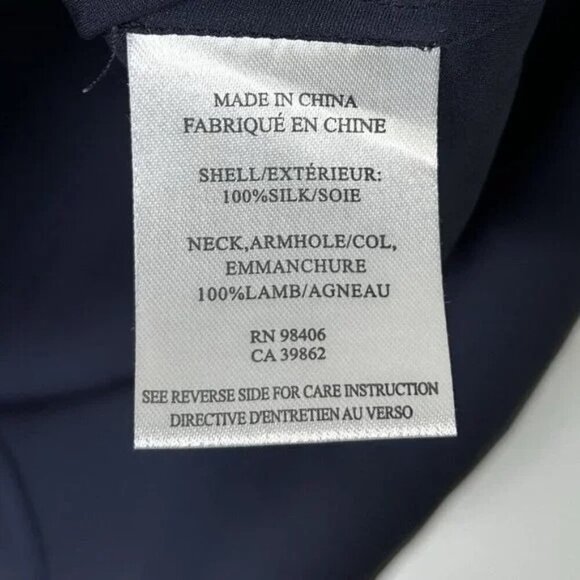 MADE IN CHINA
FABRIQUÉ EN CHINE
SHELL/EXTÉRIEUR:
100%SILK/SOIE
NECK,ARMHOLE/COL,
EMMANCHURE
100%LAMB/AGNEAU
RN 98406
CA 39862
SEE REVERSE SIDE FOR CARE INSTRUCTION
DIRECTIVE D'ENTRETIEN AU VERSO